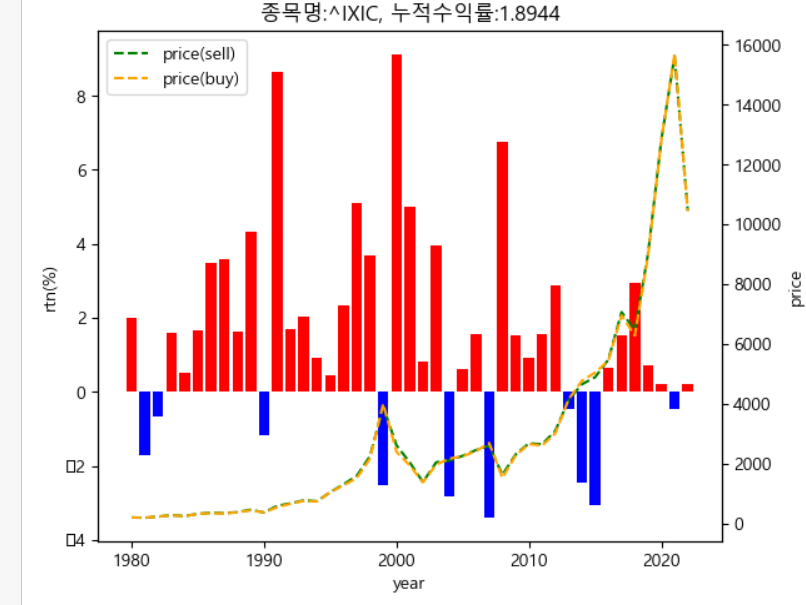 종목명:^IXIC, 누적수익률:1.8944
price(sell)
price(buy)
rtn(%)
8
6
4
2
0
▯2
▯4
16000
14000
12000
10000
8000
6000
4000
2000
0
price
1980 1990 2000 2010 2020
year